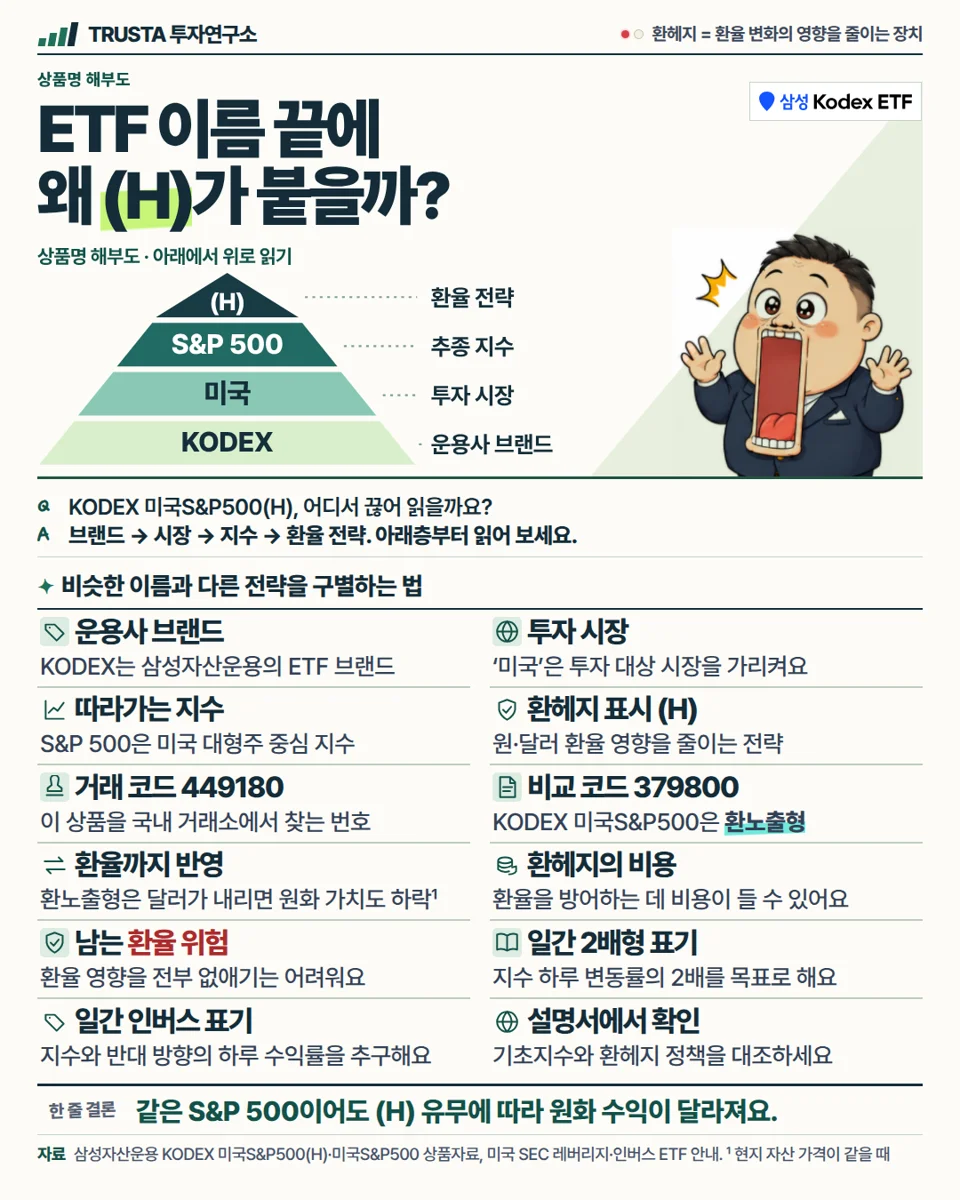 TRUSTA 투자연구소
환헤지 = 환율 변화의 영향을 줄이는 장치
상품명 해부도
삼성 Kodex ETF
ETF 이름 끝에
왜 (H)가 붙을까?
상품명 해부도 · 아래에서 위로 읽기
(H) 환율 전략
S&P 500 추종 지수
미국 투자 시장
KODEX 운용사 브랜드
Q KODEX 미국S&P500(H), 어디서 끊어 읽을까요?
A 브랜드 → 시장 → 지수 → 환율 전략. 아래층부터 읽어 보세요.
비슷한 이름과 다른 전략을 구별하는 법
운용사 브랜드
KODEX는 삼성자산운용의 ETF 브랜드
투자 시장
‘미국’은 투자 대상 시장을 가리켜요
따라가는 지수
S&P 500은 미국 대형주 중심 지수
환헤지 표시 (H)
원·달러 환율 영향을 줄이는 전략
거래 코드 449180
이 상품을 국내 거래소에서 찾는 번호
비교 코드 379800
KODEX 미국S&P500은 환노출형
환율까지 반영
환노출형은 달러가 내리면 원화 가치도 하락¹
환헤지의 비용
환율을 방어하는 데 비용이 들 수 있어요
남는 환율 위험
환율 영향을 전부 없애기는 어려워요
일간 2배형 표기
지수 하루 변동률의 2배를 목표로 해요
일간 인버스 표기
지수와 반대 방향의 하루 수익률을 추구해요
설명서에서 확인
기초지수와 환헤지 정책을 대조하세요
한 줄 결론 같은 S&P 500이어도 (H) 유무에 따라 원화 수익이 달라져요.
자료 삼성자산운용 KODEX 미국S&P500(H)·미국S&P500 상품자료, 미국 SEC 레버리지·인버스 ETF 안내. ¹ 현지 자산 가격이 같을 때